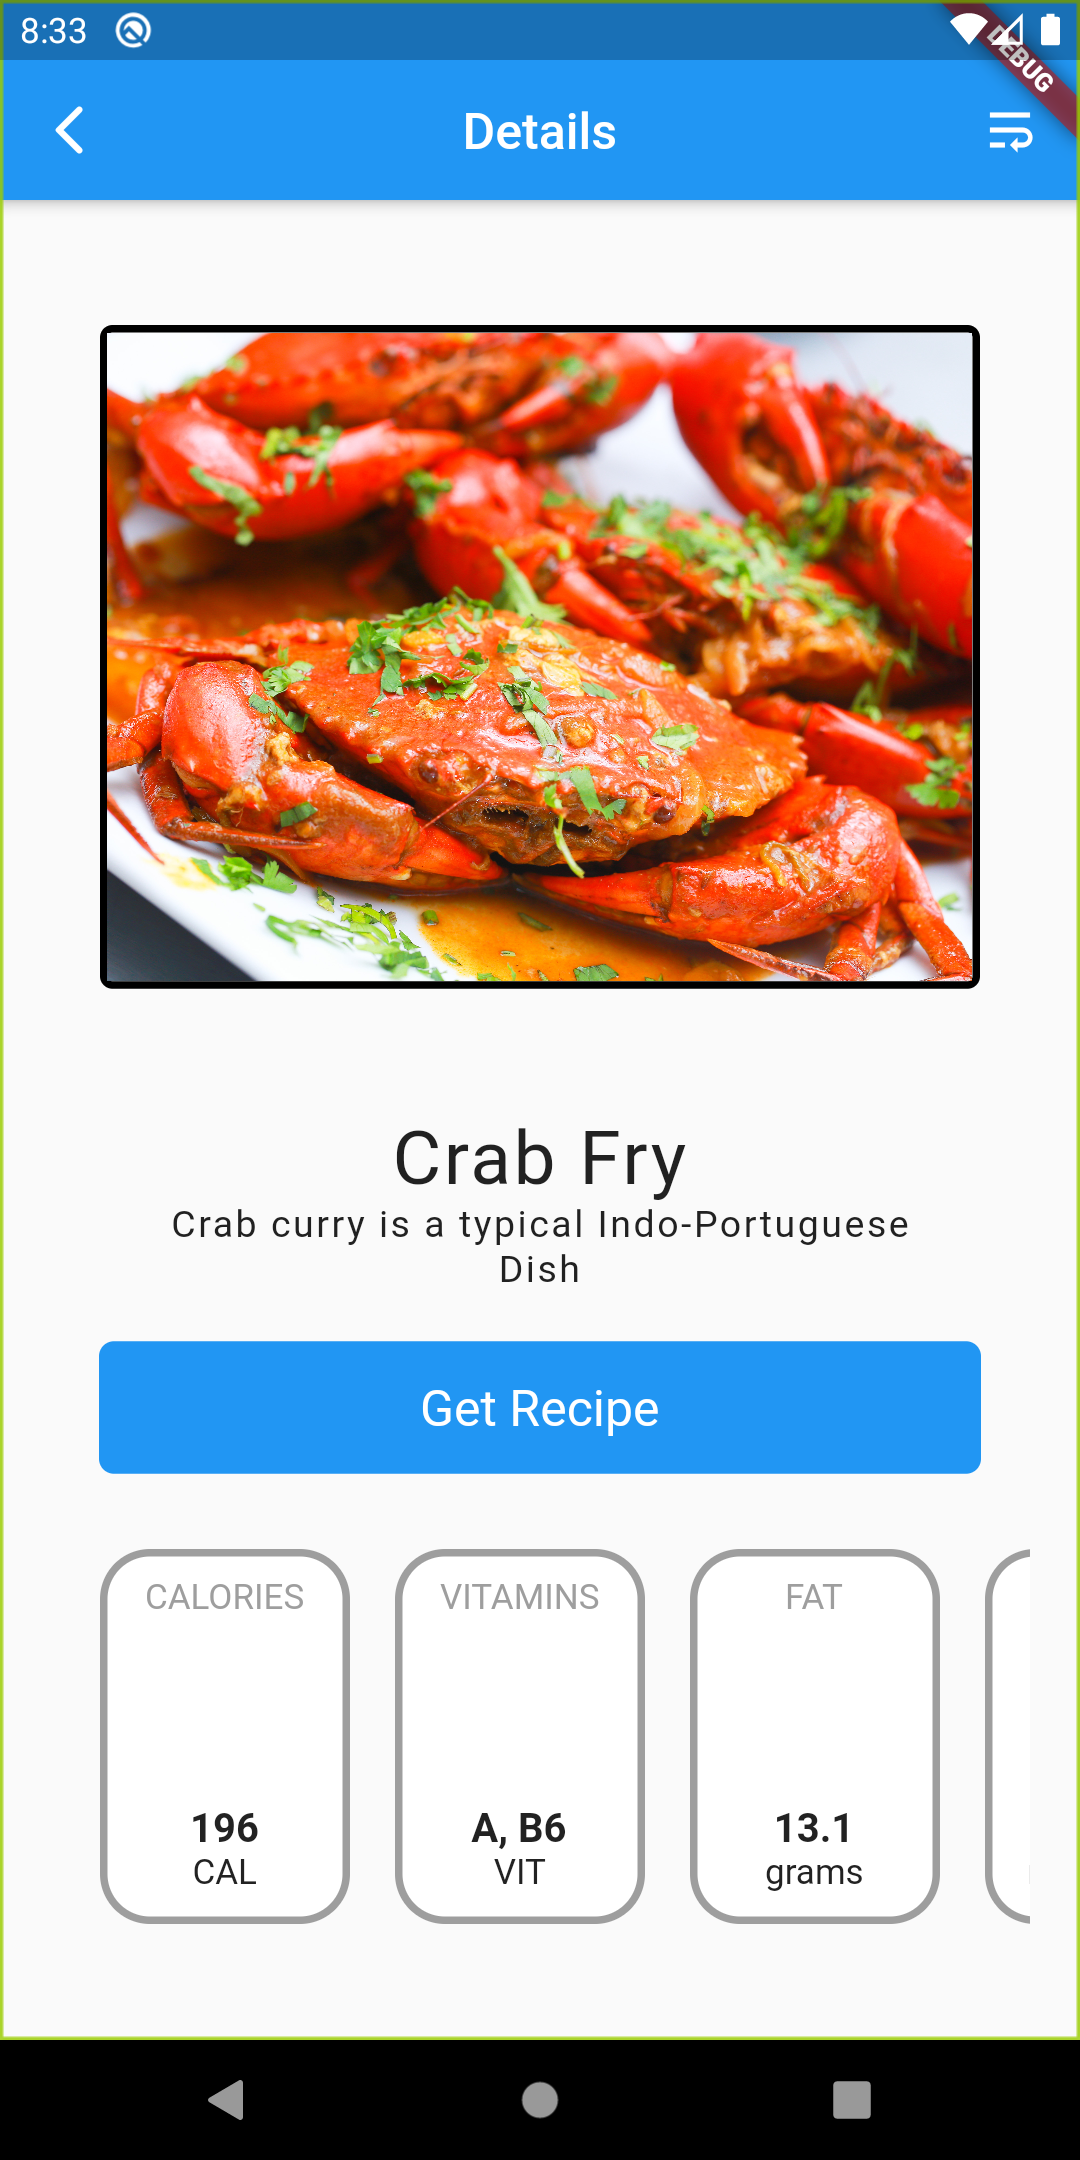 8:33
DEBUG
Details
Crab Fry
Crab curry is a typical Indo-Portuguese
Dish
Get Recipe
CALORIES VITAMINS FAT
196 A, B6 13.1
CAL VIT grams